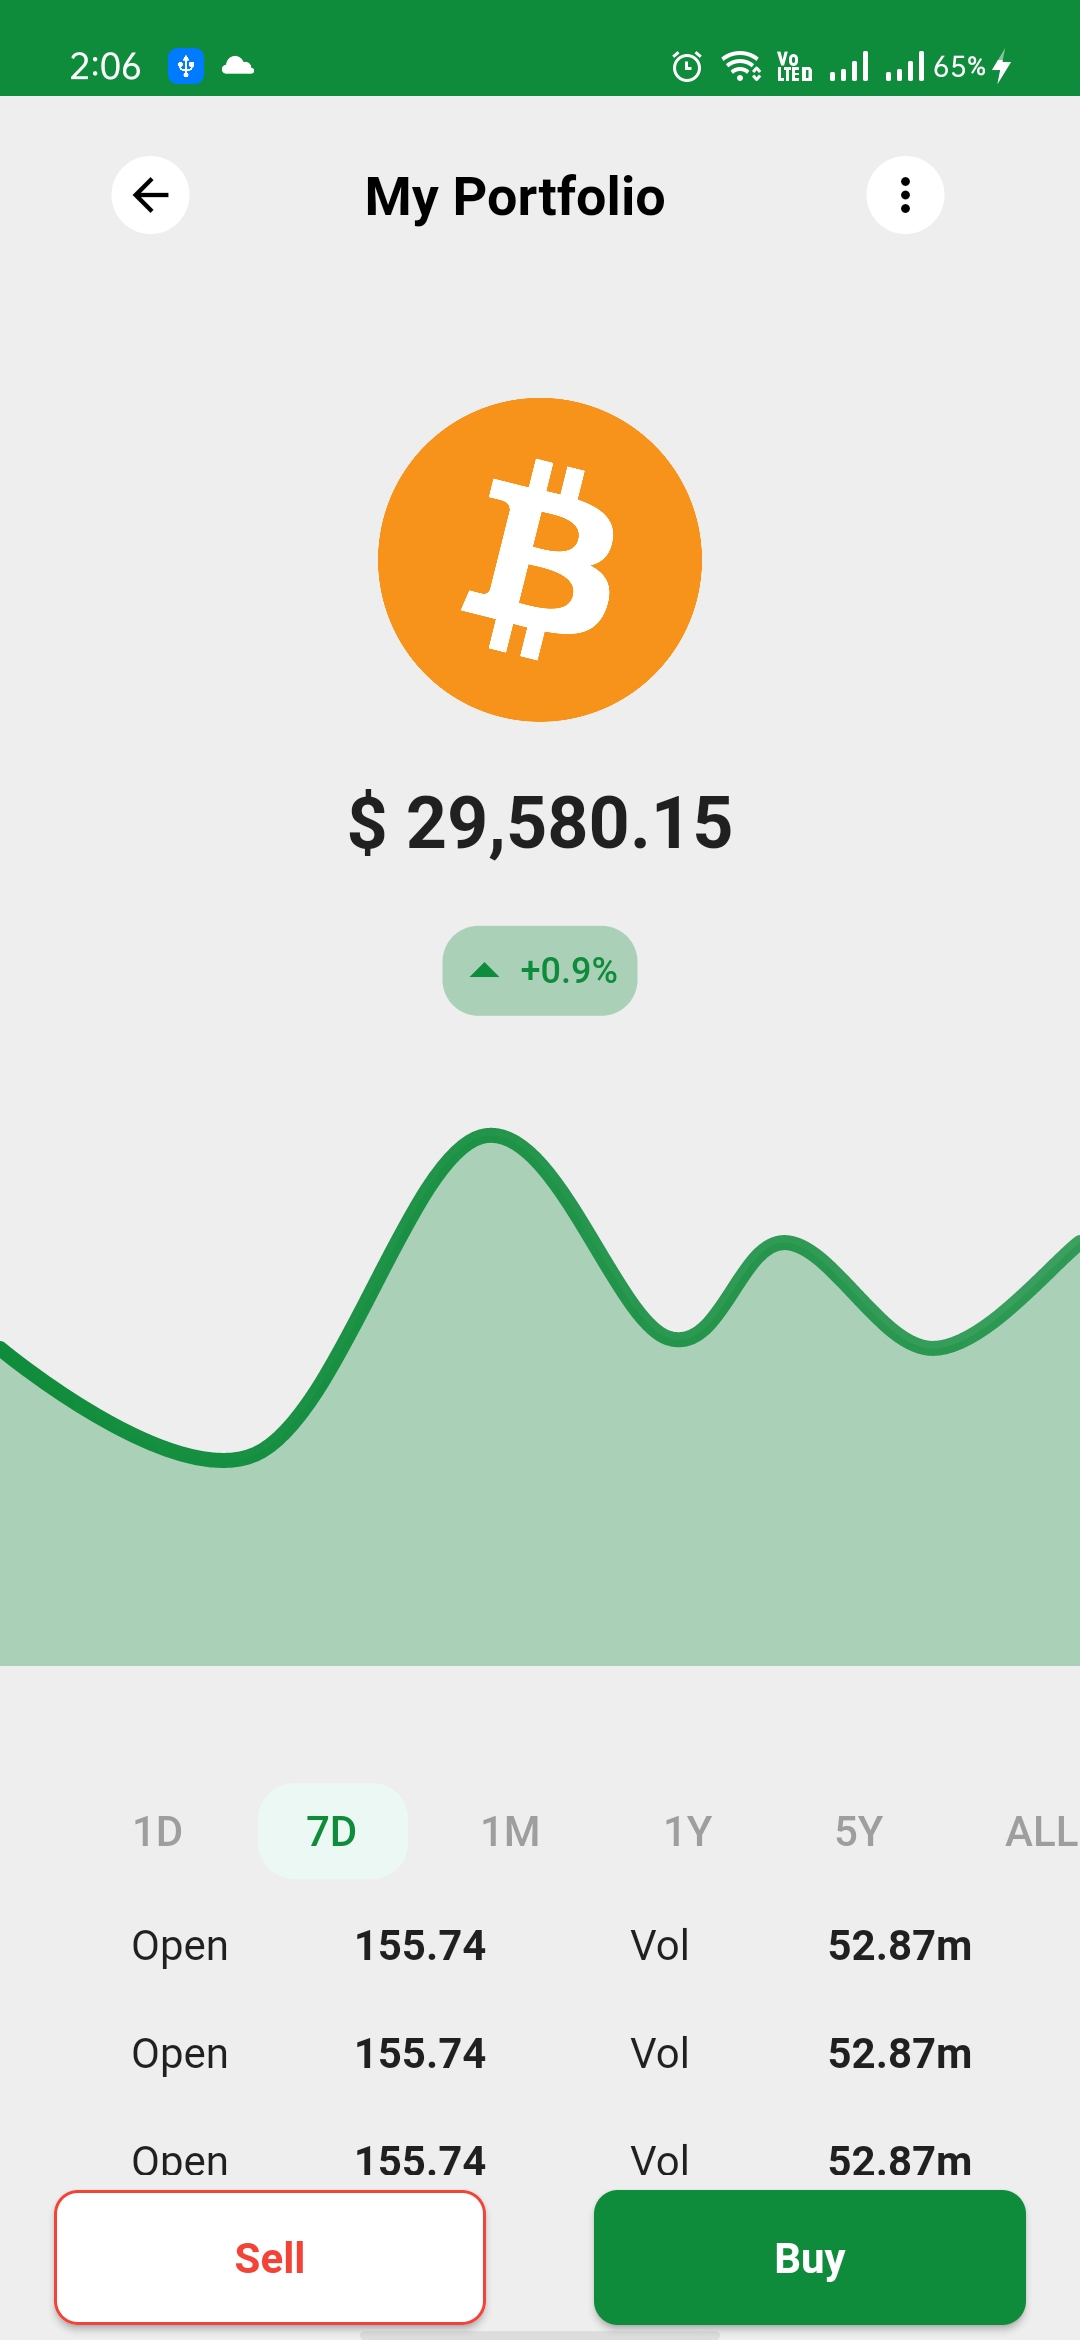 2:06 Vo LTED 65%
My Portfolio
$ 29,580.15
+0.9%
1D 7D 1M 1Y 5Y ALL
Open 155.74 Vol 52.87m
Open 155.74 Vol 52.87m
Open 155.74 Vol 52.87m
Sell Buy